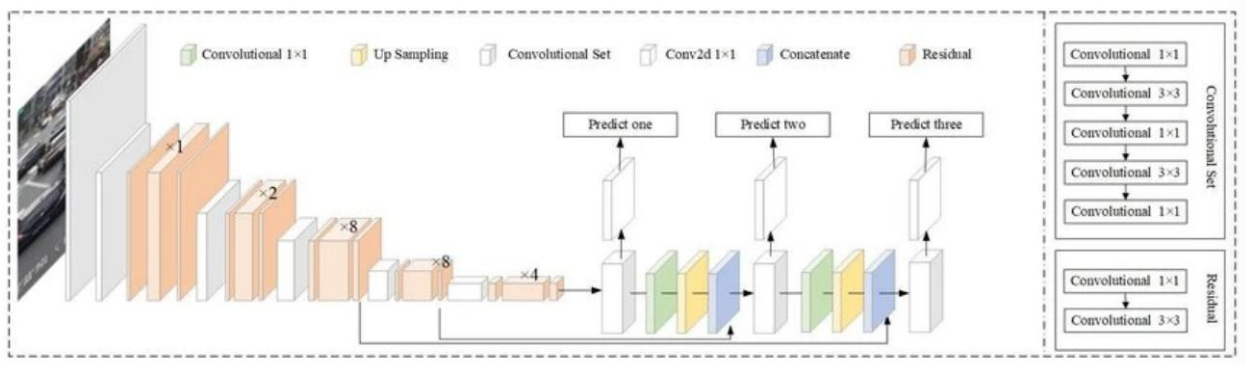 Convolutional 1×1
Up Sampling
Convolutional Set
Conv2d 1×1
Concatenate
Residual
×1
×2
×8
×8
×4
Predict one
Predict two
Predict three
Convolutional 1×1
Convolutional 3×3
Convolutional 1×1
Convolutional 3×3
Convolutional 1×1
Convolutional Set
Convolutional 1×1
Convolutional 3×3
Residual